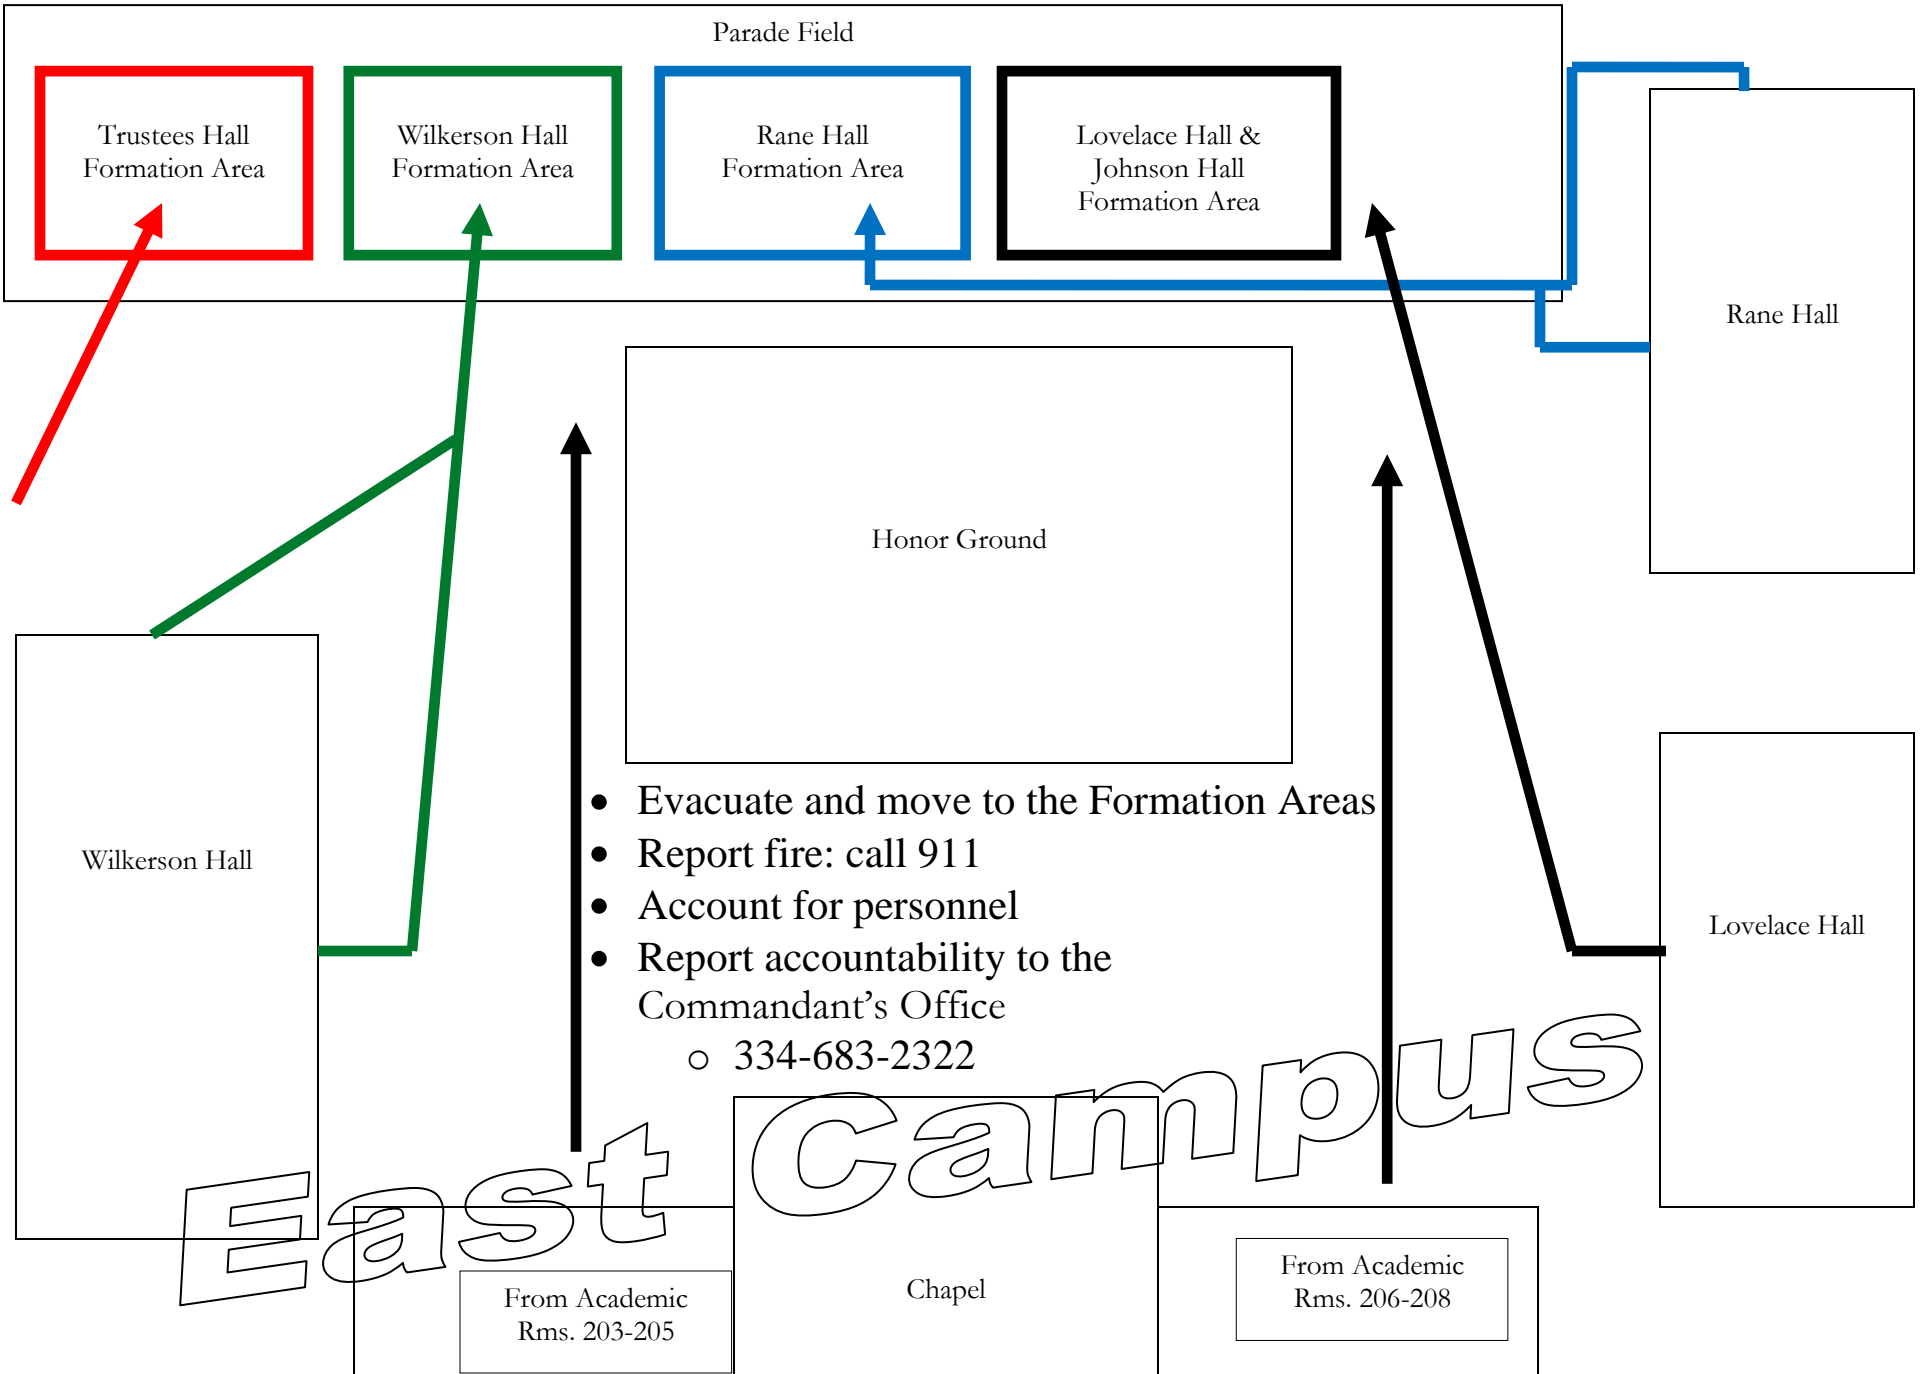 Parade Field
Trustees Hall
Formation Area
Wilkerson Hall
Formation Area
Rane Hall
Formation Area
Lovelace Hall &
Johnson Hall
Formation Area
Rane Hall
Honor Ground
• Evacuate and move to the Formation Areas
• Report fire: call 911
• Account for personnel
• Report accountability to the
Commandant’s Office
o 334-683-2322
Wilkerson Hall
Lovelace Hall
East Campus
From Academic
Rms. 203-205
Chapel
From Academic
Rms. 206-208